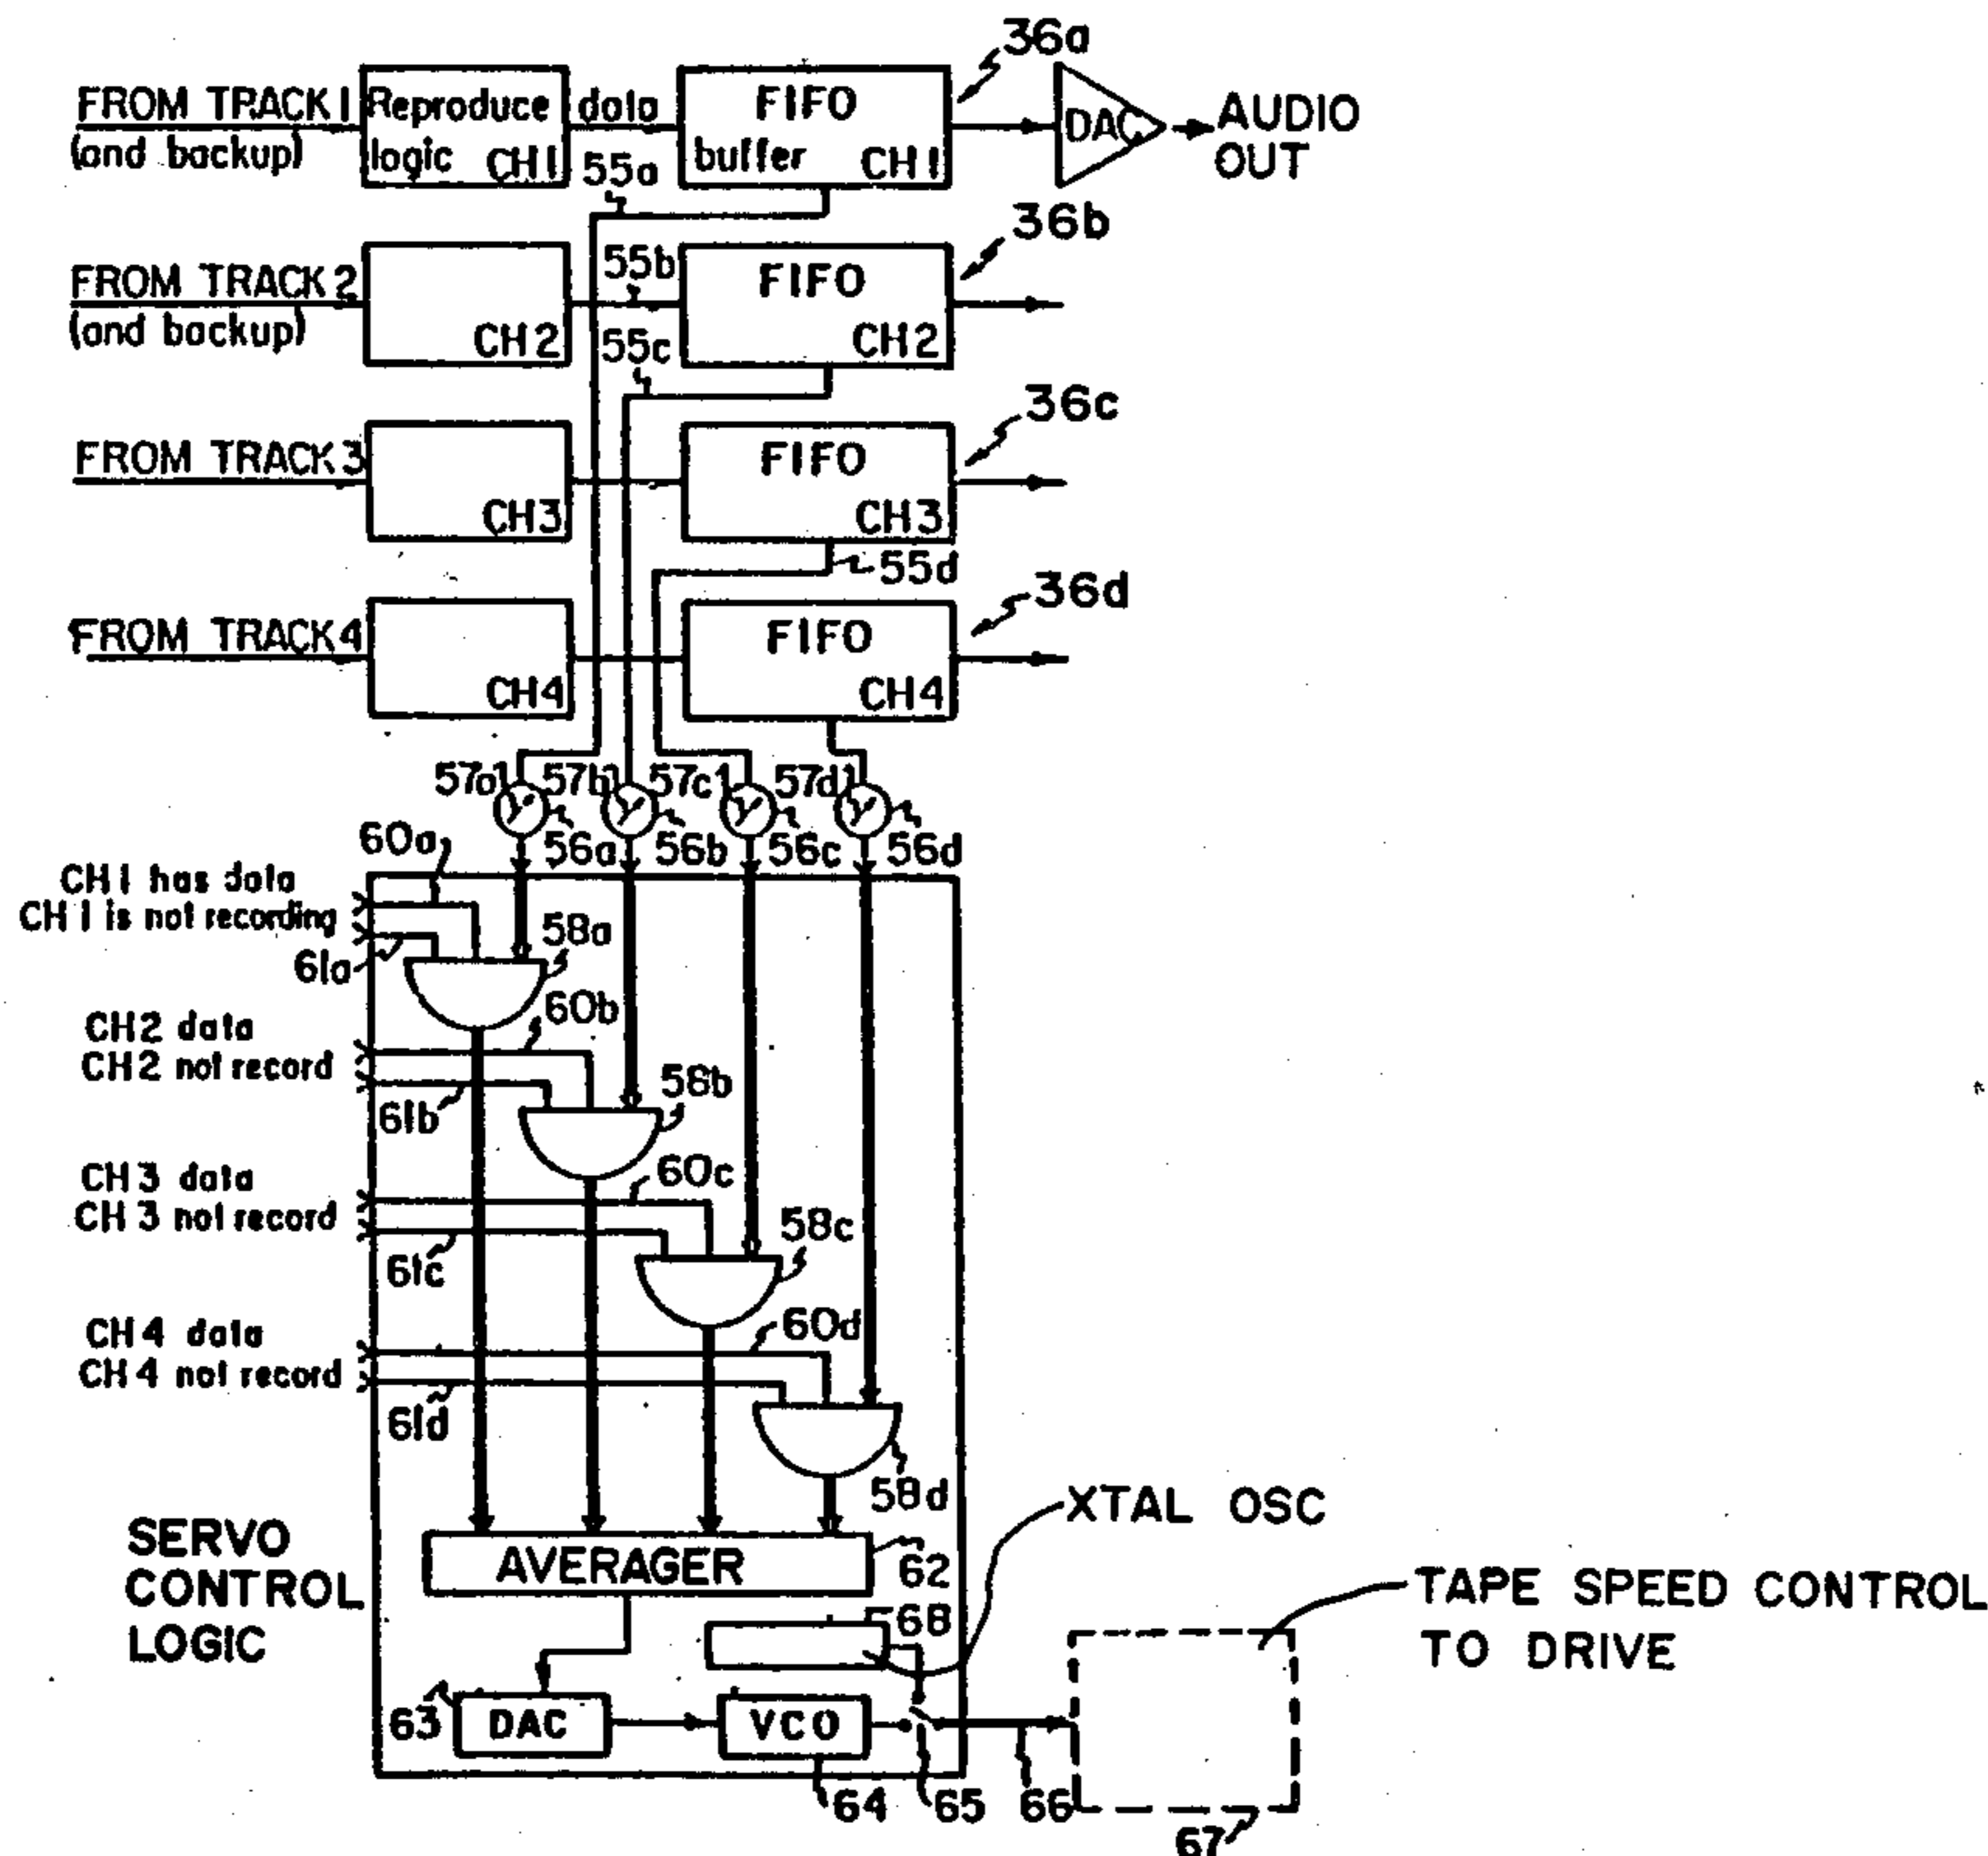 36a
FROM TRACK 1
(and backup)
Reproduce
logic CH1
data
FIFO
buffer CH1
DAC
AUDIO
OUT
55a
36b
FROM TRACK 2
(and backup)
CH2
55b
FIFO
CH2
55c
36c
FROM TRACK 3
CH3
FIFO
CH3
55d
36d
FROM TRACK 4
CH4
FIFO
CH4
57a 57b 57c 57d
56a 56b 56c 56d
60a
CH1 has data
CH1 is not recording
61a
58a
60b
CH2 data
CH2 not record
61b
58b
60c
CH3 data
CH3 not record
61c
58c
60d
CH4 data
CH4 not record
61d
58d
XTAL OSC
SERVO
CONTROL
LOGIC
AVERAGER
62
68
TAPE SPEED CONTROL
TO DRIVE
63
DAC
VCO
64
65
66
67